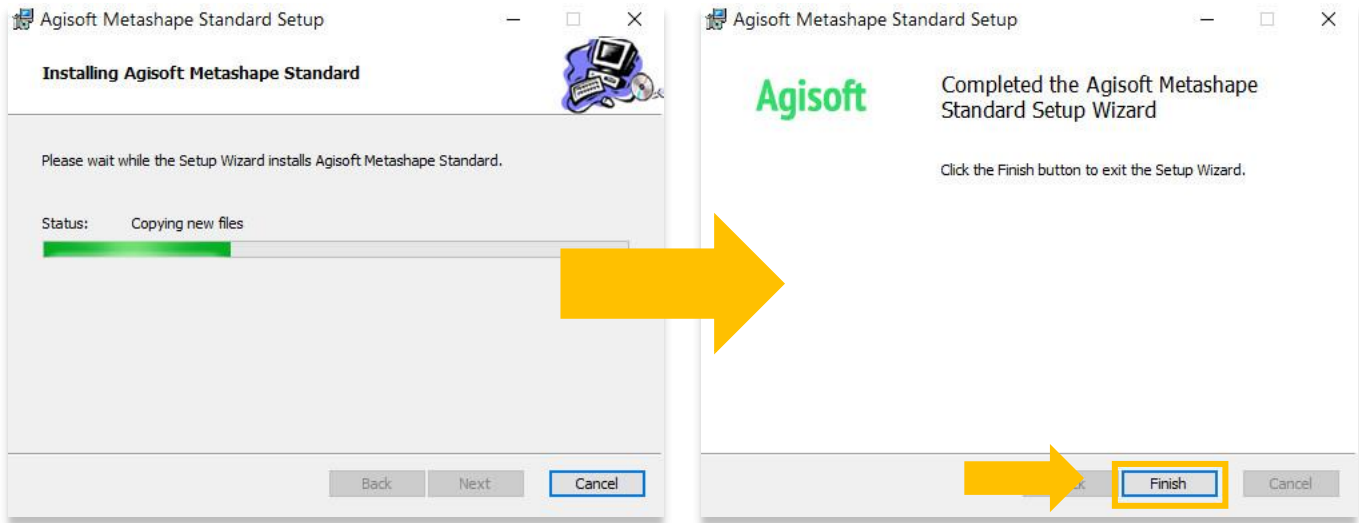 Agisoft Metashape Standard Setup
Installing Agisoft Metashape Standard
Please wait while the Setup Wizard installs Agisoft Metashape Standard.
Status: Copying new files
Back Next Cancel
Agisoft Metashape Standard Setup
Agisoft
Completed the Agisoft Metashape
Standard Setup Wizard
Click the Finish button to exit the Setup Wizard.
Finish Cancel